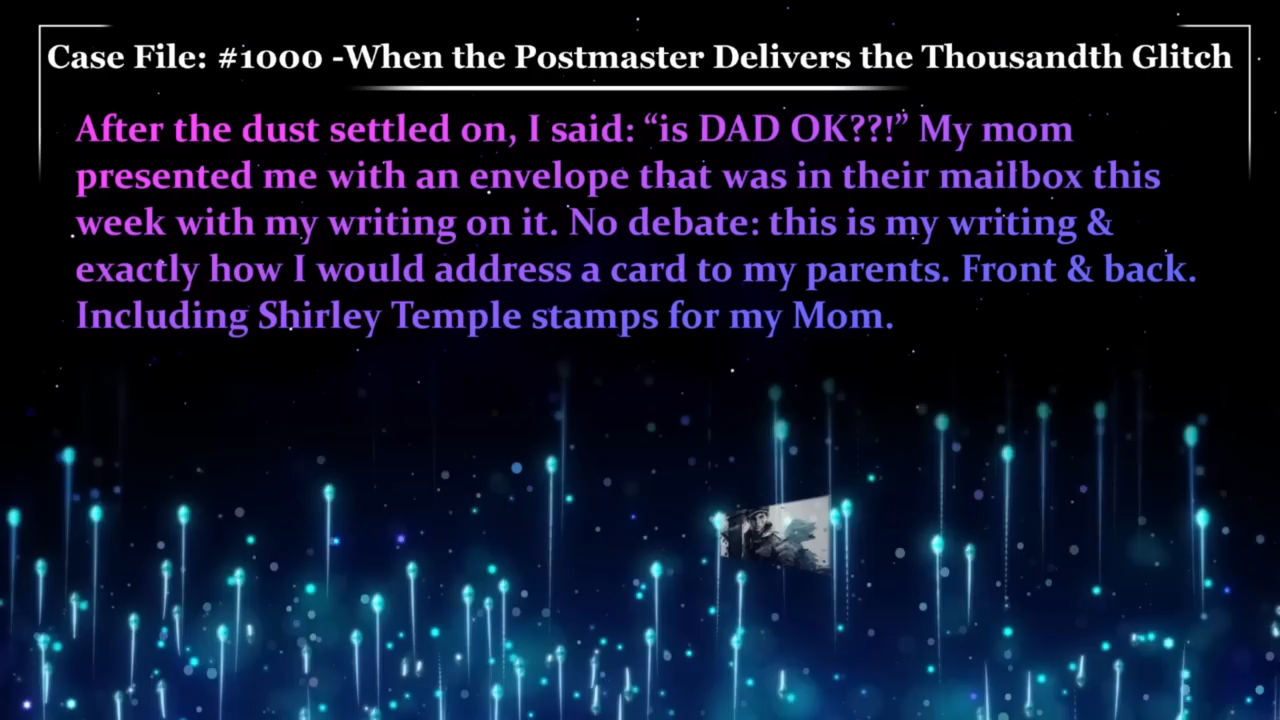 Case File: #1000 -When the Postmaster Delivers the Thousandth Glitch
After the dust settled on, I said: “is DAD OK??!” My mom
presented me with an envelope that was in their mailbox this
week with my writing on it. No debate: this is my writing &
exactly how I would address a card to my parents. Front & back.
Including Shirley Temple stamps for my Mom.